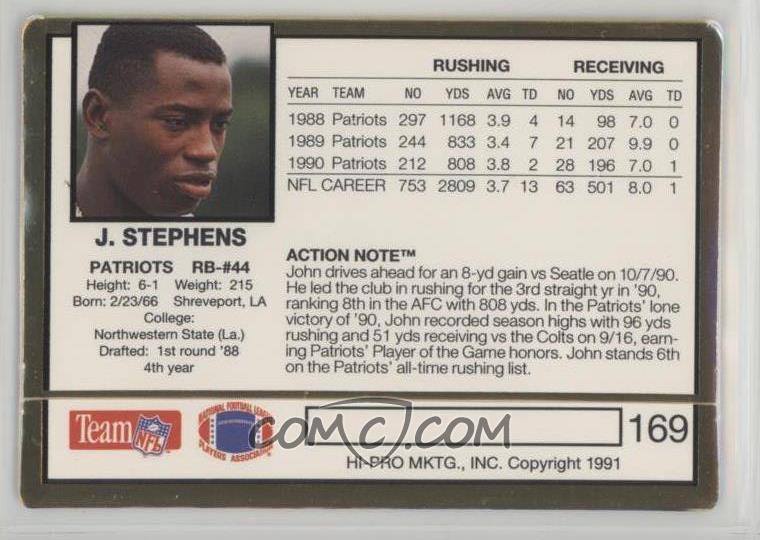 RUSHING RECEIVING
YEAR TEAM NO YDS AVG TD NO YDS AVG TD
1988 Patriots 297 1168 3.9 4 14 98 7.0 0
1989 Patriots 244 833 3.4 7 21 207 9.9 0
1990 Patriots 212 808 3.8 2 28 196 7.0 1
NFL CAREER 753 2809 3.7 13 63 501 8.0 1
J. STEPHENS
PATRIOTS RB-#44
Height: 6-1 Weight: 215
Born: 2/23/66 Shreveport, LA
College:
Northwestern State (La.)
Drafted: 1st round '88
4th year
ACTION NOTE™
John drives ahead for an 8-yd gain vs Seatle on 10/7/90.
He led the club in rushing for the 3rd straight yr in '90,
ranking 8th in the AFC with 808 yds. In the Patriots' lone
victory of '90, John recorded season highs with 96 yds
rushing and 51 yds receiving vs the Colts on 9/16, earn-
ing Patriots' Player of the Game honors. John stands 6th
on the Patriots' all-time rushing list.
Team NFL
NATIONAL FOOTBALL LEAGUE
PLAYERS ASSOCIATION
COMC.COM
169
HI-PRO MKTG., INC. Copyright 1991